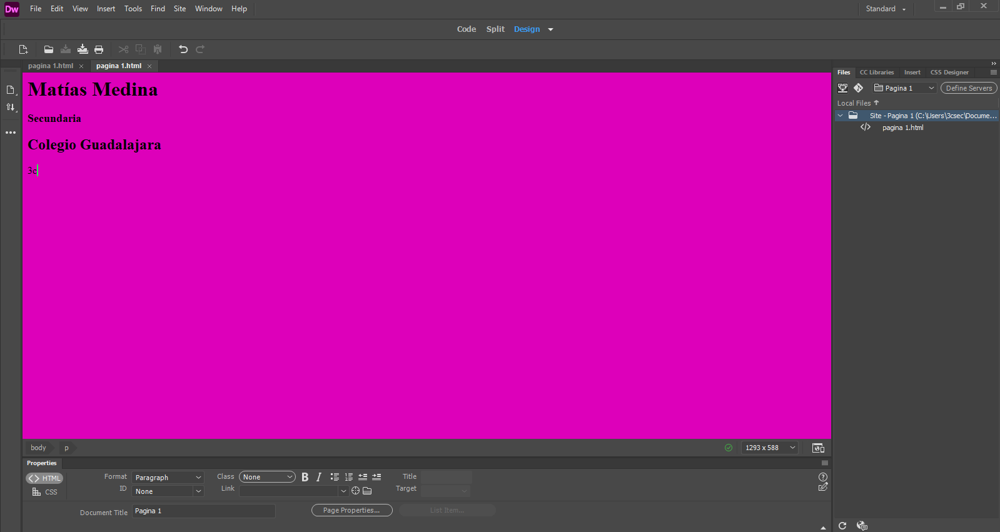 Dw File Edit View Insert Tools Find Site Window Help Standard
Code Split Design
pagina 1.html × pagina 1.html ×
Matías Medina
Secundaria
Colegio Guadalajara
3c
body p 1293 x 588
Properties
HTML Format Paragraph Class None B I Title
CSS ID None Link Target
Document Title Pagina 1 Page Properties... List Item...
Files CC Libraries Insert CSS Designer
Pagina 1 Define Servers
Local Files
Site - Pagina 1 (C:\Users\3csec\Docume...
pagina 1.html